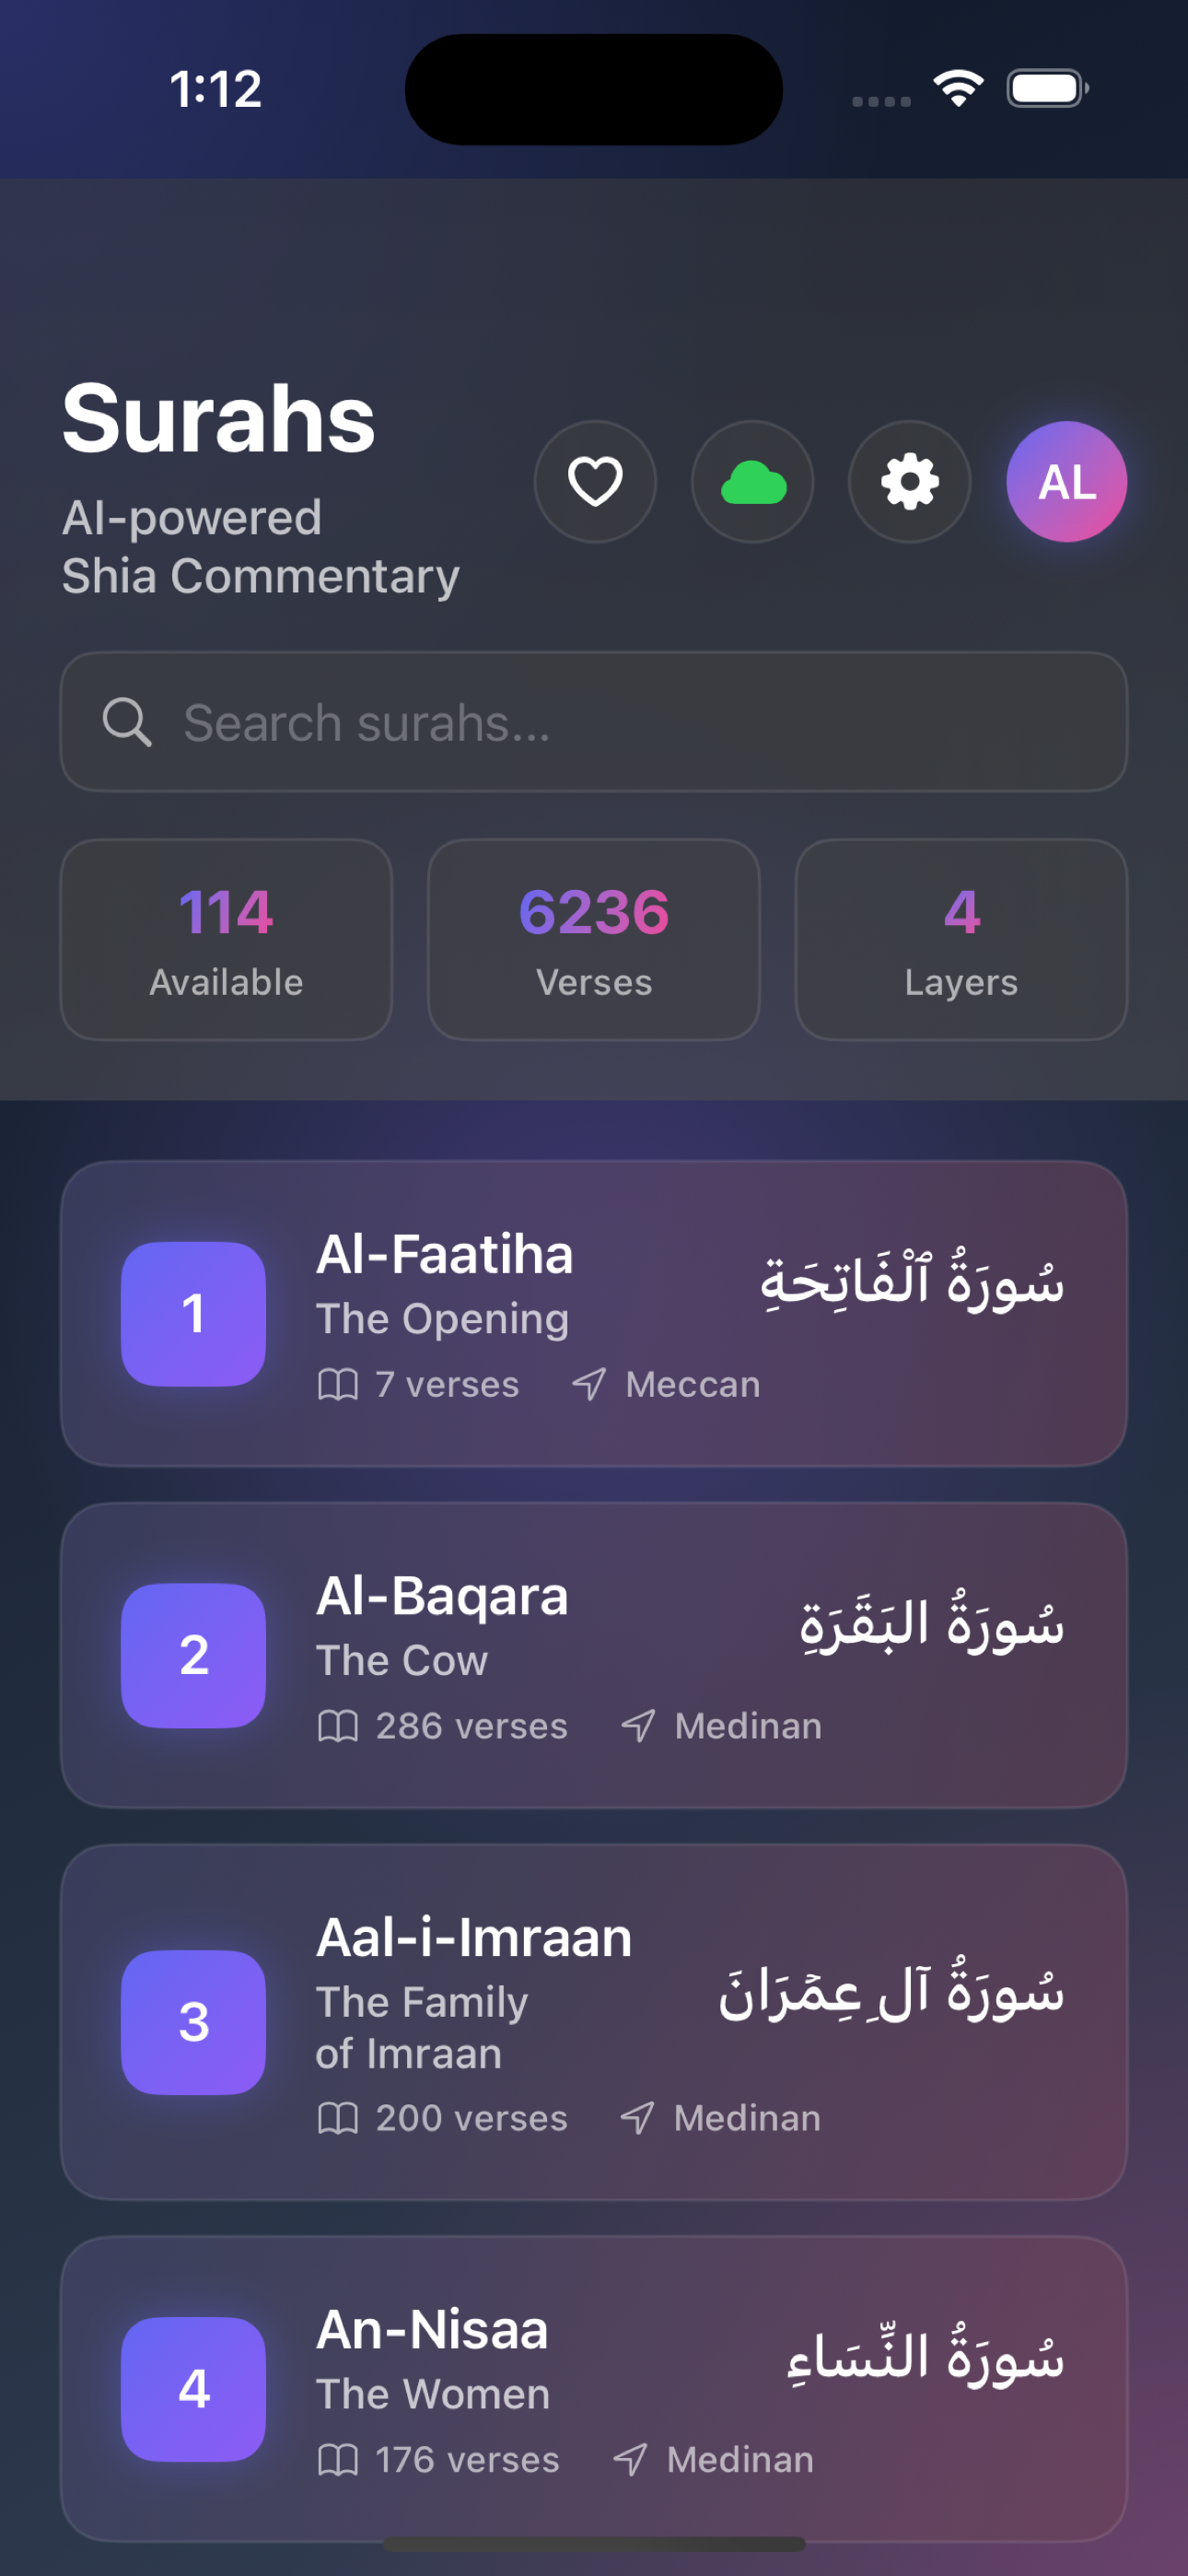 1:12
Surahs
AI-powered
Shia Commentary
AL
Search surahs...
114
Available
6236
Verses
4
Layers
1
Al-Faatiha
The Opening
7 verses
Meccan
سُورَةُ ٱلْفَاتِحَةِ
2
Al-Baqara
The Cow
286 verses
Medinan
سُورَةُ البَقَرَةِ
3
Aal-i-Imraan
The Family
of Imraan
200 verses
Medinan
سُورَةُ آلِ عِمۡرَانَ
4
An-Nisaa
The Women
176 verses
Medinan
سُورَةُ النِّسَاءِ